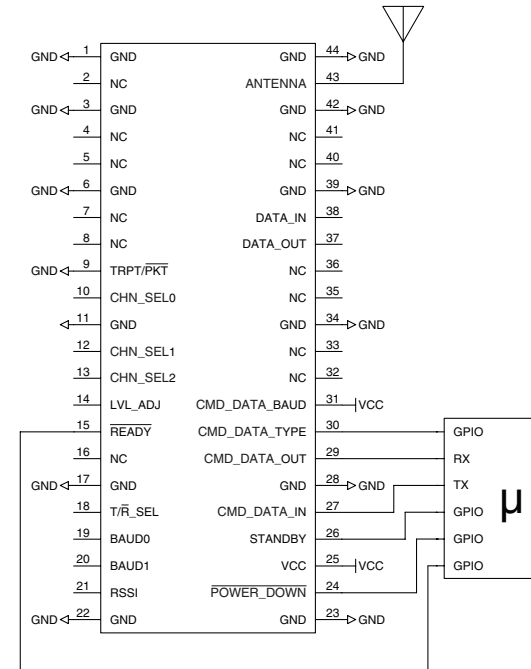 GND 1 GND GND 44 GND
2 NC ANTENNA 43
GND 3 GND GND 42 GND
4 NC NC 41
5 NC NC 40
GND 6 GND GND 39 GND
7 NC DATA_IN 38
8 NC DATA_OUT 37
GND 9 TRPT/PKT NC 36
10 CHN_SEL0 NC 35
11 GND GND 34 GND
12 CHN_SEL1 NC 33
13 CHN_SEL2 NC 32
14 LVL_ADJ CMD_DATA_BAUD 31 VCC
15 READY CMD_DATA_TYPE 30 GPIO
16 NC CMD_DATA_OUT 29 RX
GND 17 GND GND 28 GND TX
18 T/R_SEL CMD_DATA_IN 27 µ
19 BAUD0 STANDBY 26 GPIO
20 BAUD1 VCC 25 VCC GPIO
21 RSSI POWER_DOWN 24 GPIO
GND 22 GND GND 23 GND